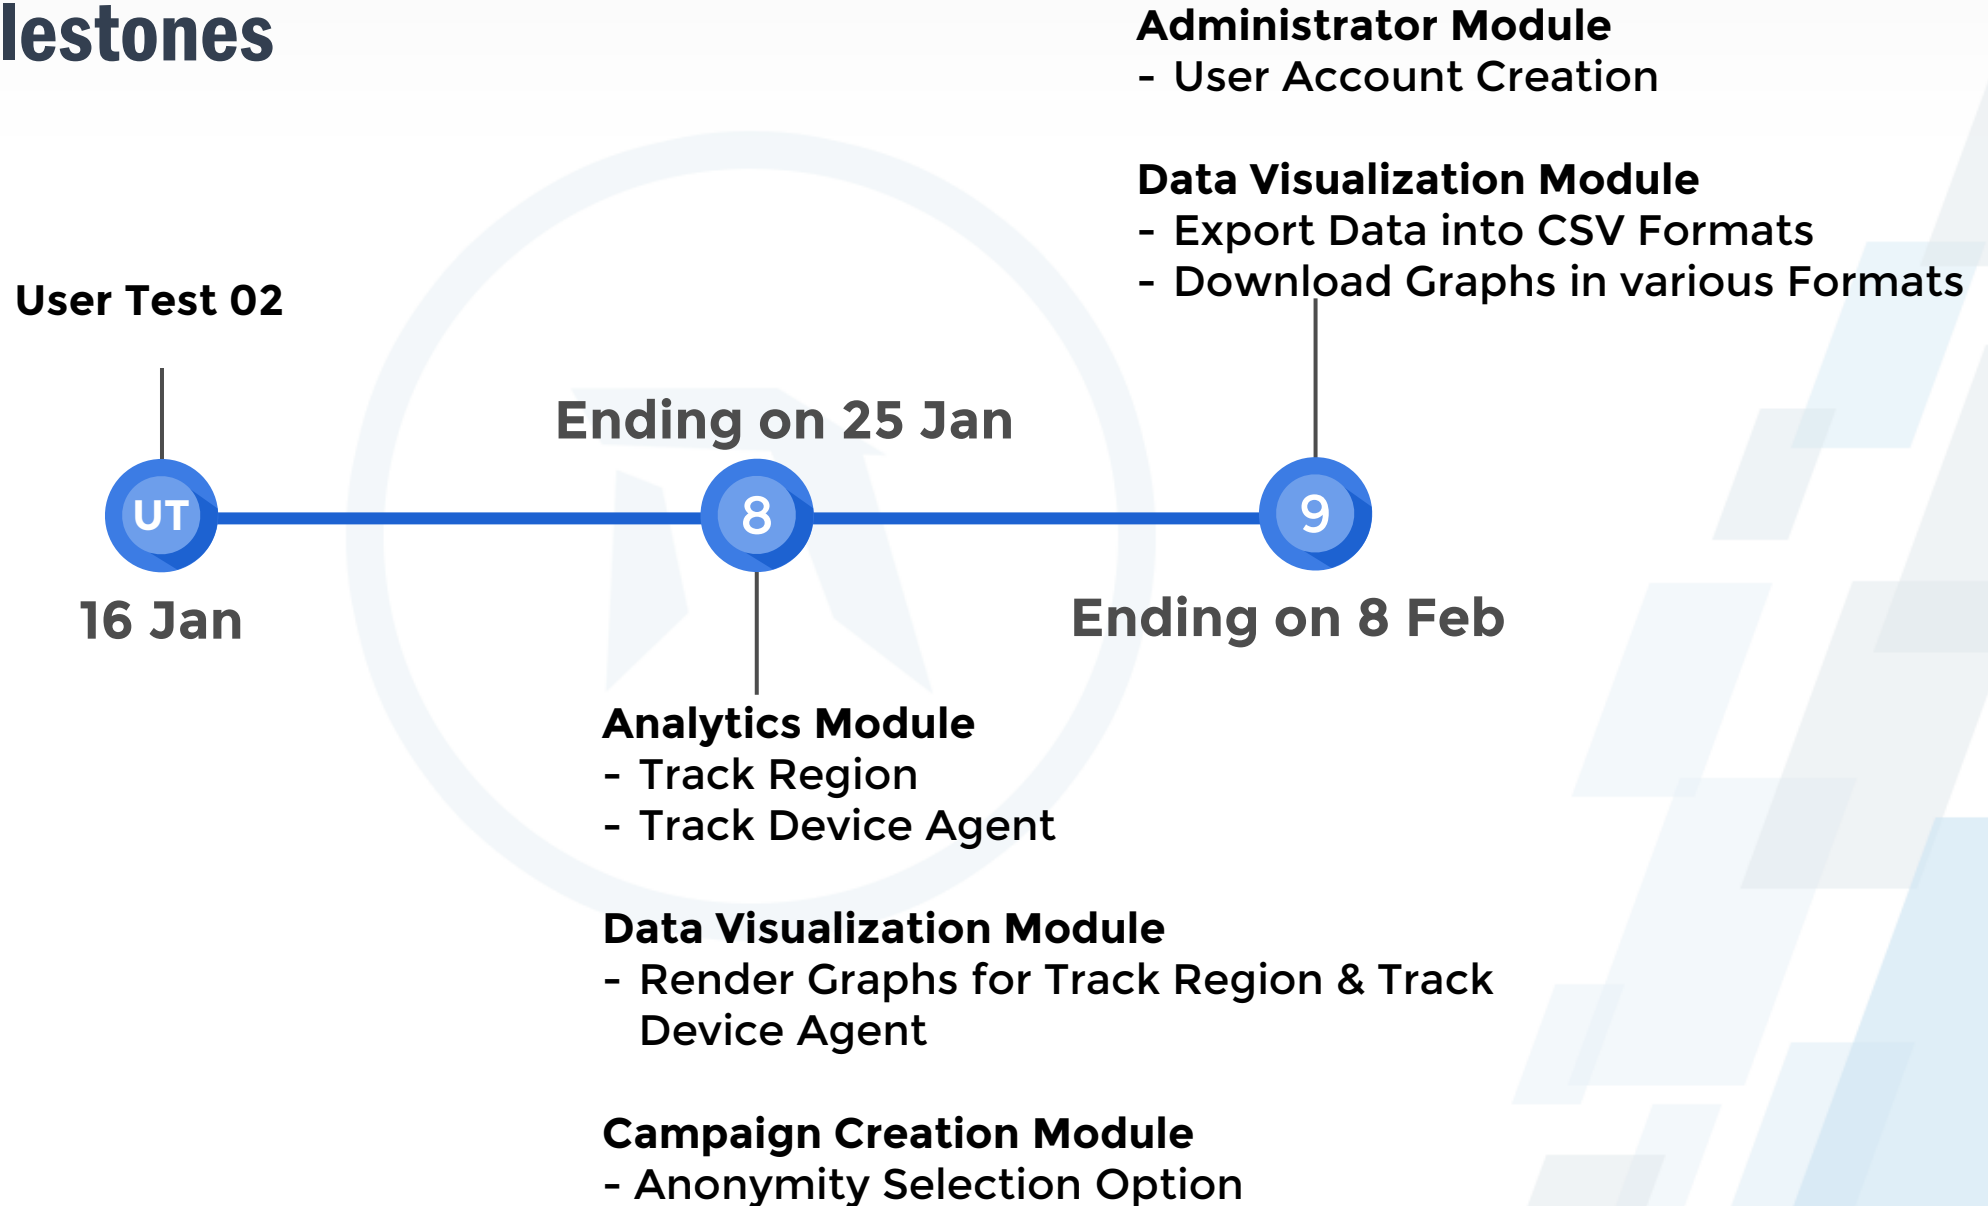 lestones
User Test 02
UT
16 Jan
Ending on 25 Jan
8
Analytics Module
- Track Region
- Track Device Agent
Data Visualization Module
- Render Graphs for Track Region & Track
Device Agent
Campaign Creation Module
- Anonymity Selection Option
Administrator Module
- User Account Creation
Data Visualization Module
- Export Data into CSV Formats
- Download Graphs in various Formats
9
Ending on 8 Feb